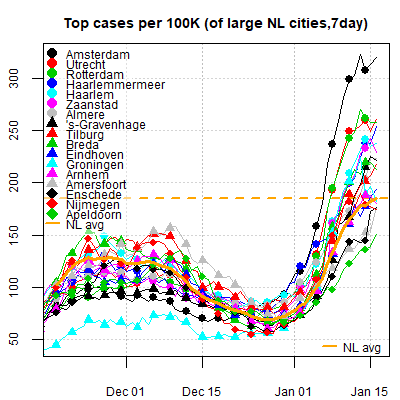 Top cases per 100K (of large NL cities,7day)
300
250
200
150
100
50
Amsterdam
Utrecht
Rotterdam
Haarlemmermeer
Haarlem
Zaanstad
Almere
's-Gravenhage
Tilburg
Breda
Eindhoven
Groningen
Arnhem
Amersfoort
Enschede
Nijmegen
Apeldoorn
NL avg
NL avg
Dec 01
Dec 15
Jan 01
Jan 15